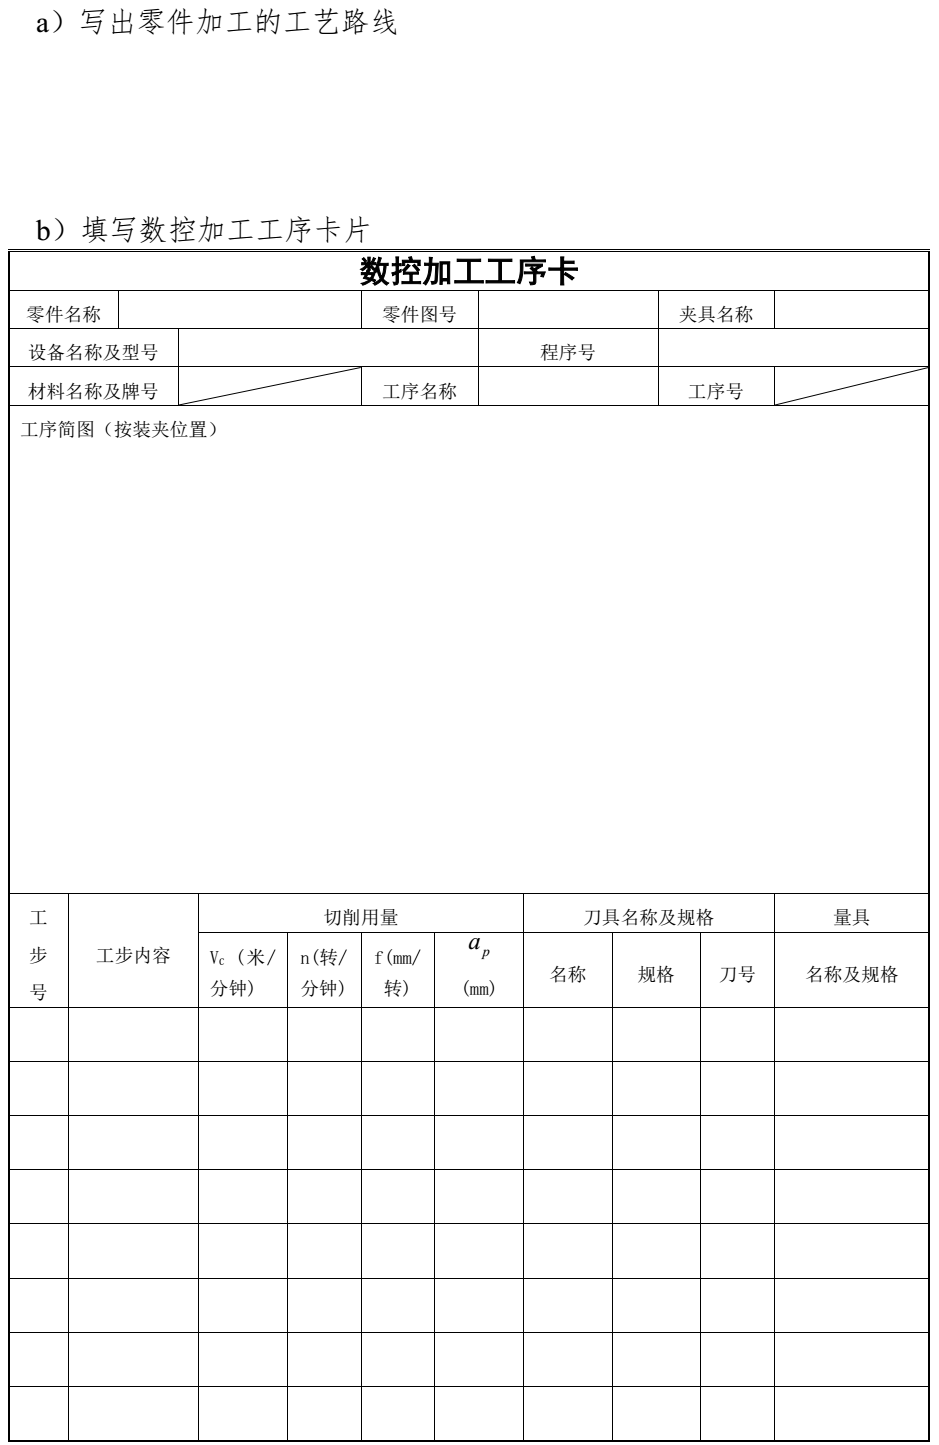 a）写出零件加工的工艺路线
b）填写数控加工工序卡片
数控加工工序卡
零件名称 零件图号 夹具名称
设备名称及型号 程序号
材料名称及牌号 工序名称 工序号
工序简图（按装夹位置）
工步号 工步内容 切削用量 刀具名称及规格 量具
Vc（米/分钟） n(转/分钟) f(mm/转) ap (mm) 名称 规格 刀号 名称及规格